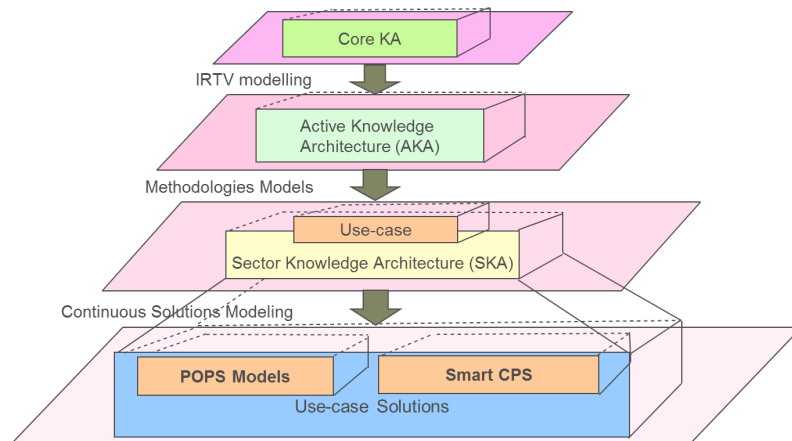 Core KA
IRTV modelling
Active Knowledge
Architecture (AKA)
Methodologies Models
Use-case
Sector Knowledge Architecture (SKA)
Continuous Solutions Modeling
POPS Models
Smart CPS
Use-case Solutions